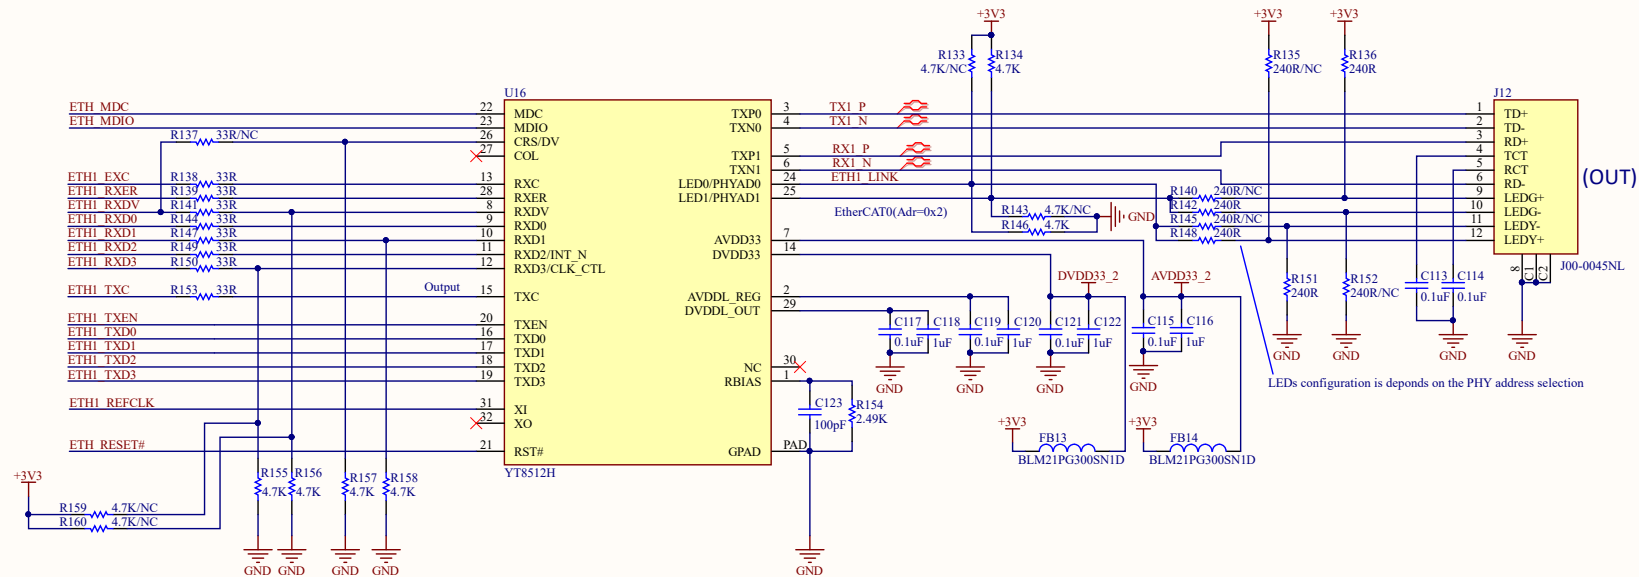 +3V3
+3V3
+3V3
R133
4.7K/NC
R134
4.7K
R135
240R/NC
R136
240R
U16
J12
ETH_MDC
22
MDC
TXP0
3
TX1_P
1
TD+
ETH_MDIO
23
MDIO
TXN0
4
TX1_N
2
TD-
R137
33R/NC
26
CRS/DV
3
RD+
27
COL
TXP1
5
RX1_P
4
TCT
TXN1
6
RX1_N
5
RCT
ETH1_EXC
R138
33R
13
RXC
LED0/PHYAD0
24
ETH1_LINK
6
RD-
(OUT)
ETH1_RXER
R139
33R
28
RXER
LED1/PHYAD1
25
R140
240R/NC
9
LEDG+
ETH1_RXDV
R141
33R
8
RXDV
EtherCAT0(Adr=0x2)
R143
4.7K/NC
GND
R142
240R
10
LEDG-
ETH1_RXD0
R144
33R
9
RXD0
R146
4.7K
R145
240R/NC
11
LEDY-
ETH1_RXD1
R147
33R
10
RXD1
AVDD33
7
R148
240R
12
LEDY+
ETH1_RXD2
R149
33R
11
RXD2/INT_N
DVDD33
14
ETH1_RXD3
R150
33R
12
RXD3/CLK_CTL
8
C1
C2
J00-0045NL
DVDD33_2
AVDD33_2
R151
240R
R152
240R/NC
C113
0.1uF
C114
0.1uF
ETH1_TXC
R153
33R
Output
15
TXC
AVDDL_REG
2
DVDDL_OUT
29
ETH1_TXEN
20
TXEN
C117
0.1uF
C118
1uF
C119
0.1uF
C120
1uF
C121
0.1uF
C122
1uF
C115
0.1uF
C116
1uF
ETH1_TXD0
16
TXD0
ETH1_TXD1
17
TXD1
GND
GND
GND
ETH1_TXD2
18
TXD2
NC
30
ETH1_TXD3
19
TXD3
RBIAS
1
GND
GND
GND
GND
LEDs configuration is deponds on the PHY address selection
ETH1_REFCLK
31
XI
C123
100pF
R154
2.49K
32
XO
+3V3
+3V3
ETH_RESET#
21
RST#
GPAD
PAD
FB13
BLM21PG300SN1D
FB14
BLM21PG300SN1D
YT8512H
+3V3
R155
4.7K
R156
4.7K
R157
4.7K
R158
4.7K
R159
4.7K/NC
R160
4.7K/NC
GND
GND
GND
GND
GND